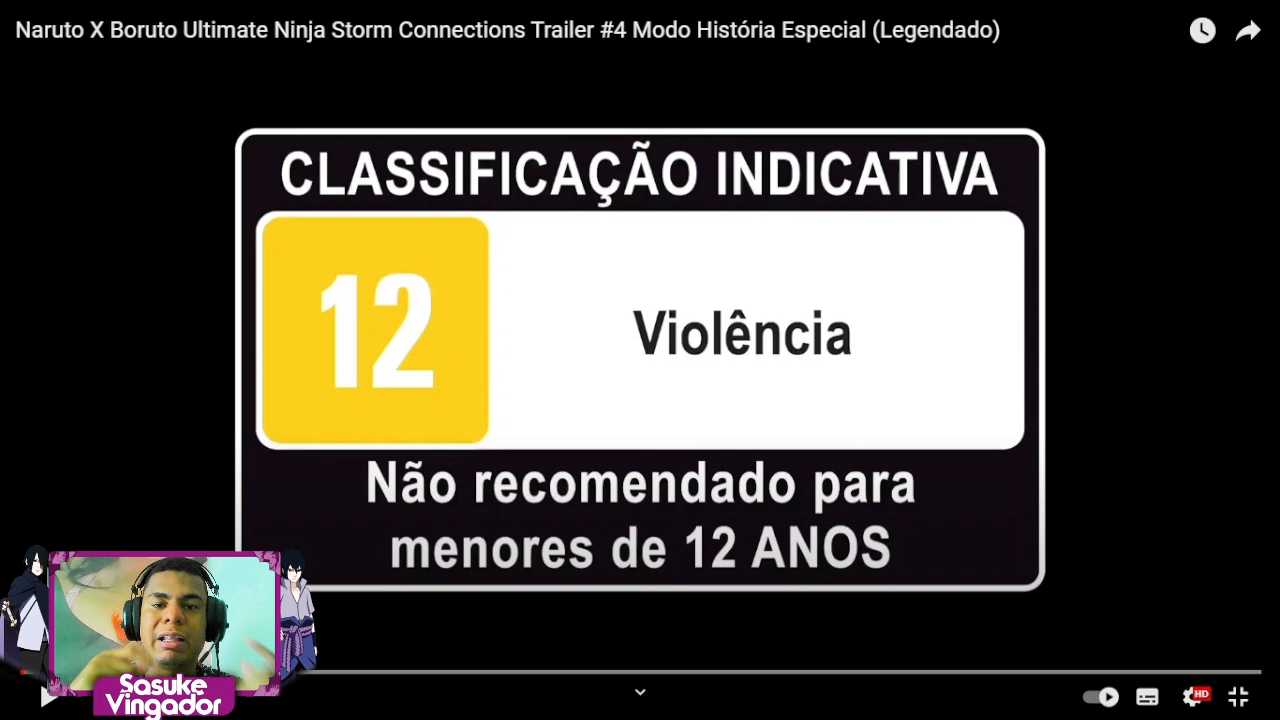 Naruto X Boruto Ultimate Ninja Storm Connections Trailer #4 Modo História Especial (Legendado)
CLASSIFICAÇÃO INDICATIVA
12
Violência
Não recomendado para
menores de 12 ANOS
Sasuke
Vingador
HD